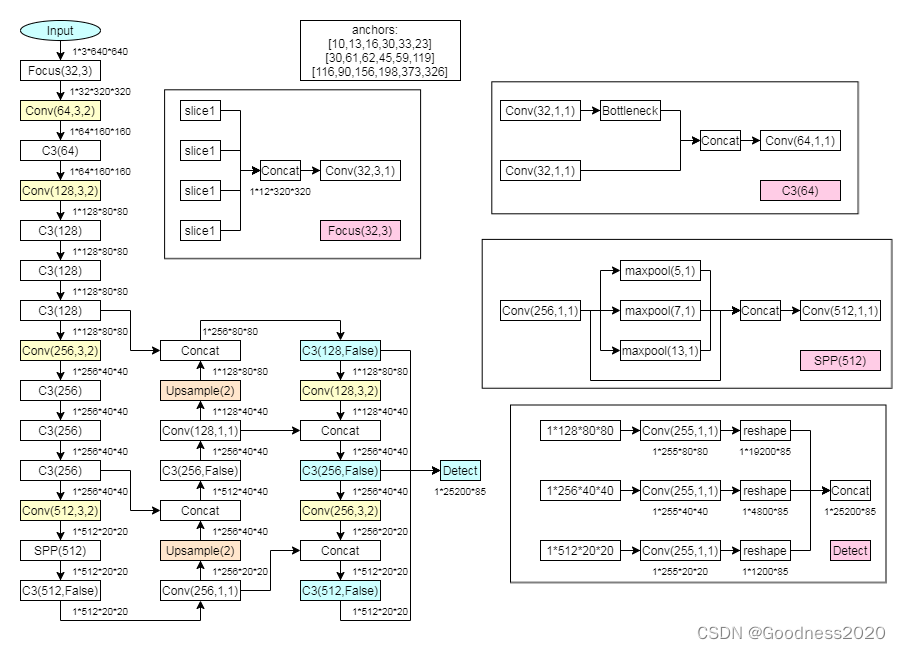 Input
1*3*640*640
Focus(32,3)
1*32*320*320
Conv(64,3,2)
1*64*160*160
C3(64)
1*64*160*160
Conv(128,3,2)
1*128*80*80
C3(128)
1*128*80*80
C3(128)
1*128*80*80
C3(128)
1*128*80*80
Conv(256,3,2)
1*256*40*40
C3(256)
1*256*40*40
C3(256)
1*256*40*40
C3(256)
1*256*40*40
Conv(512,3,2)
1*512*20*20
SPP(512)
1*512*20*20
C3(512,False)
1*512*20*20
1*256*80*80
Concat
1*128*80*80
Upsample(2)
1*128*40*40
Conv(128,1,1)
1*256*40*40
C3(256,False)
1*512*40*40
Concat
1*256*40*40
Upsample(2)
1*256*20*20
Conv(256,1,1)
C3(128,False)
1*128*80*80
Conv(128,3,2)
1*128*40*40
Concat
1*256*40*40
C3(256,False)
1*256*40*40
Conv(256,3,2)
1*256*20*20
Concat
1*512*20*20
C3(512,False)
1*512*20*20
Detect
1*25200*85
anchors:
[10,13,16,30,33,23]
[30,61,62,45,59,119]
[116,90,156,198,373,326]
slice1
slice1
slice1
slice1
Concat
1*12*320*320
Conv(32,3,1)
Focus(32,3)
Conv(32,1,1)
Bottleneck
Conv(32,1,1)
Concat
Conv(64,1,1)
C3(64)
Conv(256,1,1)
maxpool(5,1)
maxpool(7,1)
maxpool(13,1)
Concat
Conv(512,1,1)
SPP(512)
1*128*80*80
Conv(255,1,1)
reshape
1*255*80*80
1*19200*85
1*256*40*40
Conv(255,1,1)
reshape
1*255*40*40
1*4800*85
1*512*20*20
Conv(255,1,1)
reshape
1*255*20*20
1*1200*85
Concat
1*25200*85
Detect
CSDN @Goodness2020